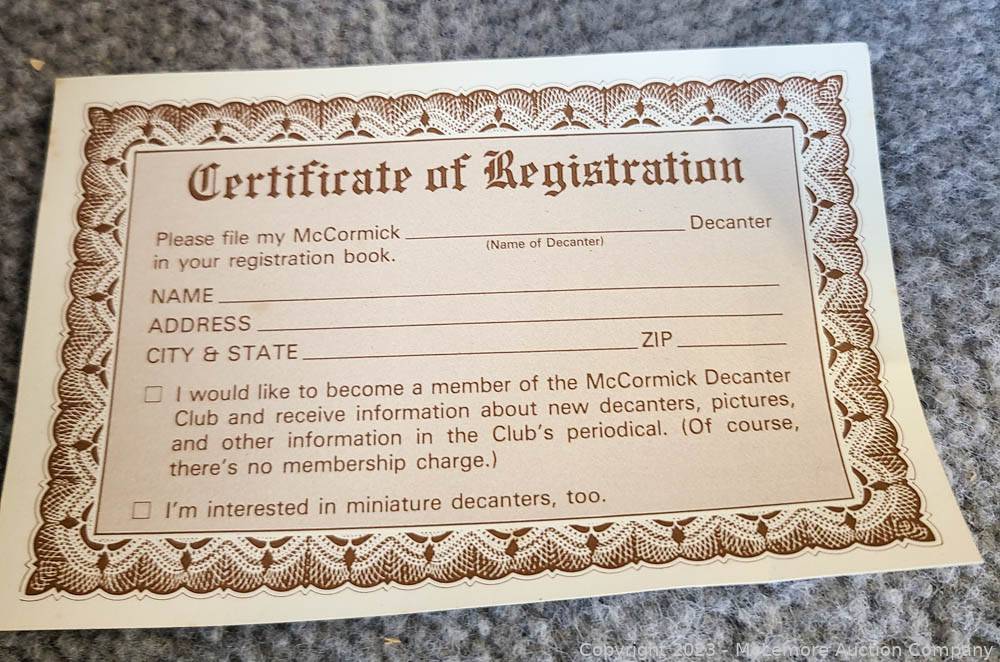 Certificate of Registration
Please file my McCormick ____ Decanter
(Name of Decanter)
in your registration book.
NAME
ADDRESS
CITY & STATE ____ ZIP
☐ I would like to become a member of the McCormick Decanter
Club and receive information about new decanters, pictures,
and other information in the Club's periodical. (Of course,
there's no membership charge.)
☐ I'm interested in miniature decanters, too.
Copyright 2023 - McLemore Auction Company